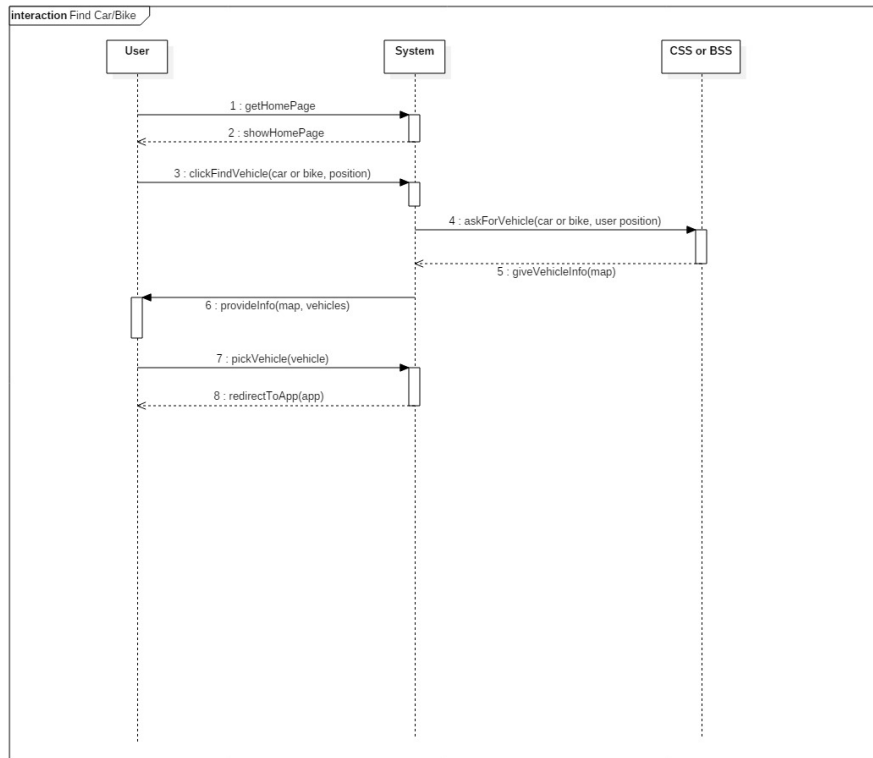 interaction Find Car/Bike
User
System
CSS or BSS
1 : getHomePage
2 : showHomePage
3 : clickFindVehicle(car or bike, position)
4 : askForVehicle(car or bike, user position)
5 : giveVehicleInfo(map)
6 : provideInfo(map, vehicles)
7 : pickVehicle(vehicle)
8 : redirectToApp(app)